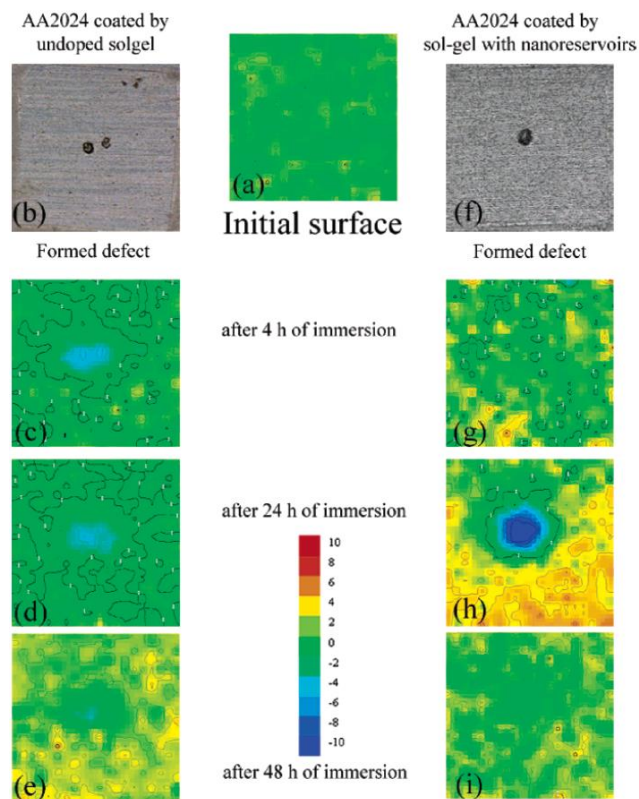 AA2024 coated by
undoped solgel
AA2024 coated by
sol-gel with nanoreservoirs
(a)
Initial surface
(b)
(f)
Formed defect
Formed defect
after 4 h of immersion
(c)
(g)
after 24 h of immersion
(d)
(h)
10
8
6
4
2
0
-2
-4
-6
-8
-10
after 48 h of immersion
(e)
(i)